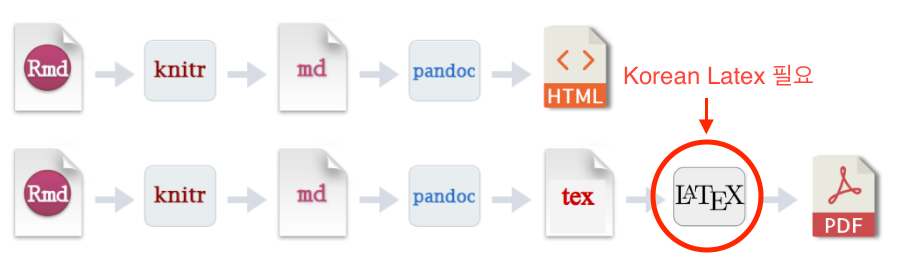 Rmd
knitr
md
pandoc
< >
HTML
Korean Latex 필요
Rmd
knitr
md
pandoc
tex
LATEX
PDF